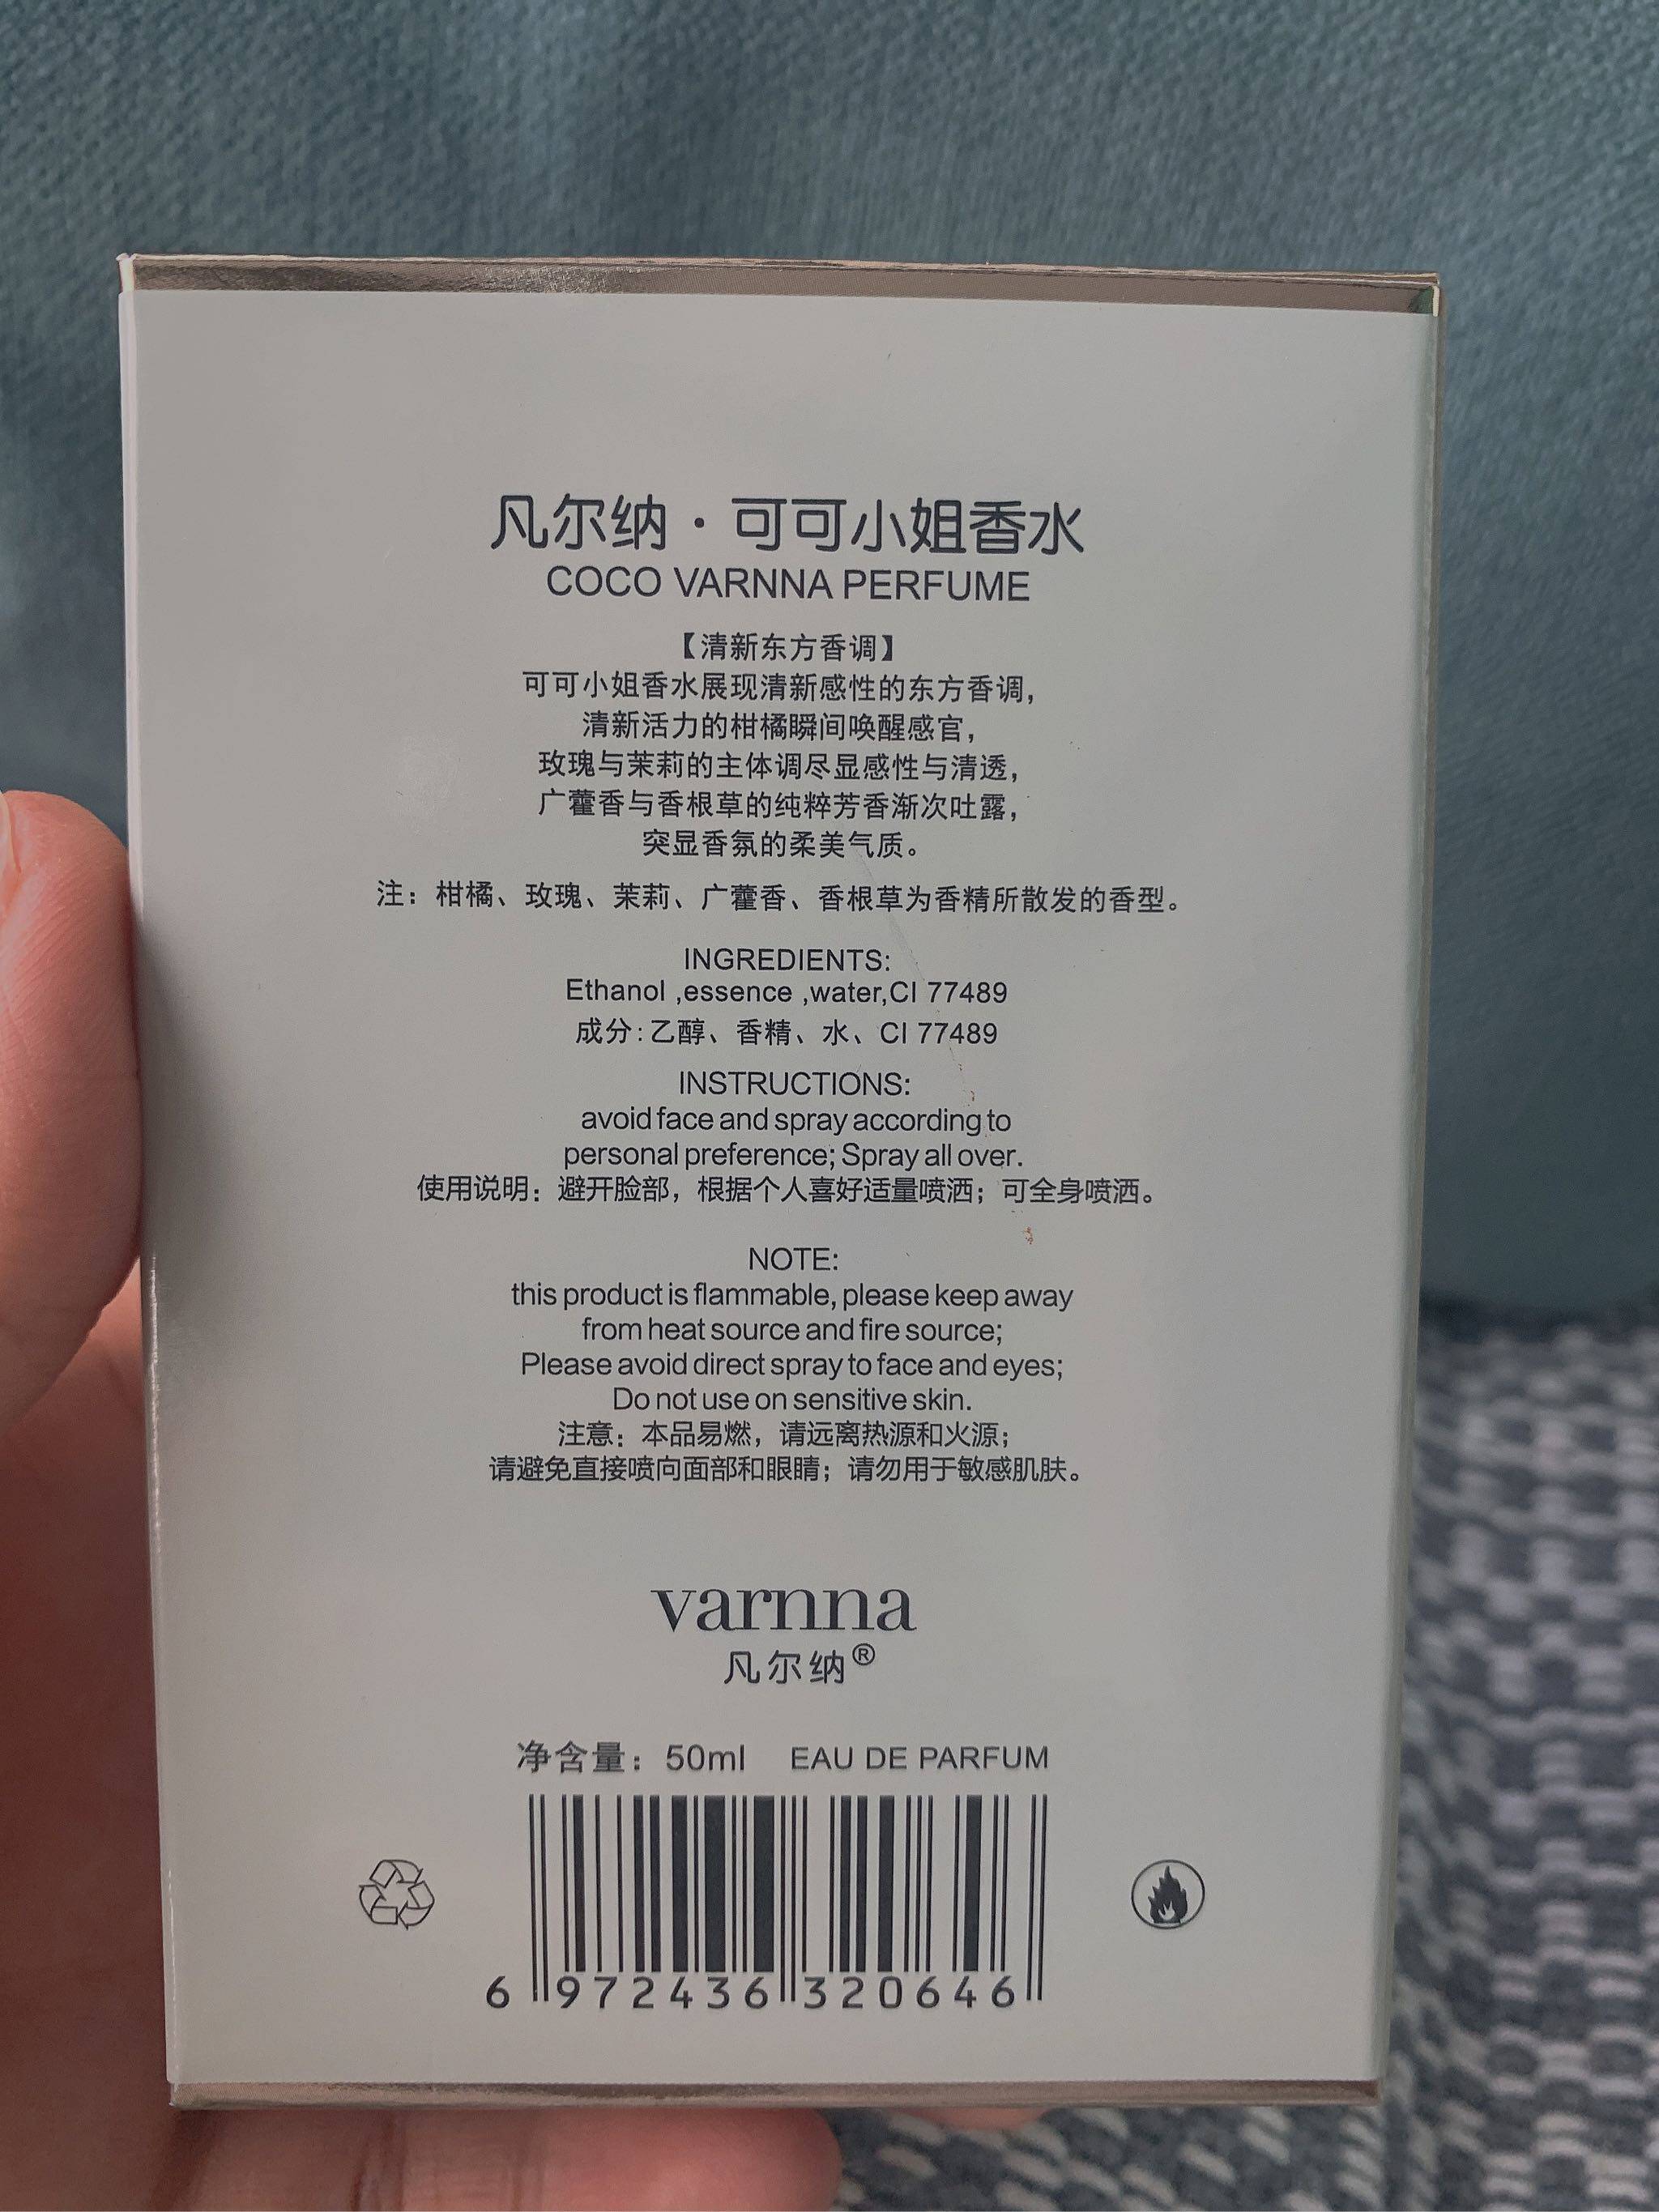 凡尔纳·可可小姐香水
COCO VARNNA PERFUME
【清新东方香调】
可可小姐香水展现清新感性的东方香调，
清新活力的柑橘瞬间唤醒感官，
玫瑰与茉莉的主体调尽显感性与清透，
广藿香与香根草的纯粹芳香渐次吐露，
突显香氛的柔美气质。
注：柑橘、玫瑰、茉莉、广藿香、香根草为香精所散发的香型。
INGREDIENTS:
Ethanol ,essence ,water,CI 77489
成分:乙醇、香精、水、CI 77489
INSTRUCTIONS:
avoid face and spray according to
personal preference; Spray all over.
使用说明：避开脸部，根据个人喜好适量喷洒；可全身喷洒。
NOTE:
this product is flammable, please keep away
from heat source and fire source;
Please avoid direct spray to face and eyes;
Do not use on sensitive skin.
注意：本品易燃，请远离热源和火源；
请避免直接喷向面部和眼睛；请勿用于敏感肌肤。
varnna
凡尔纳®
净含量：50ml EAU DE PARFUM
6 972436 320646